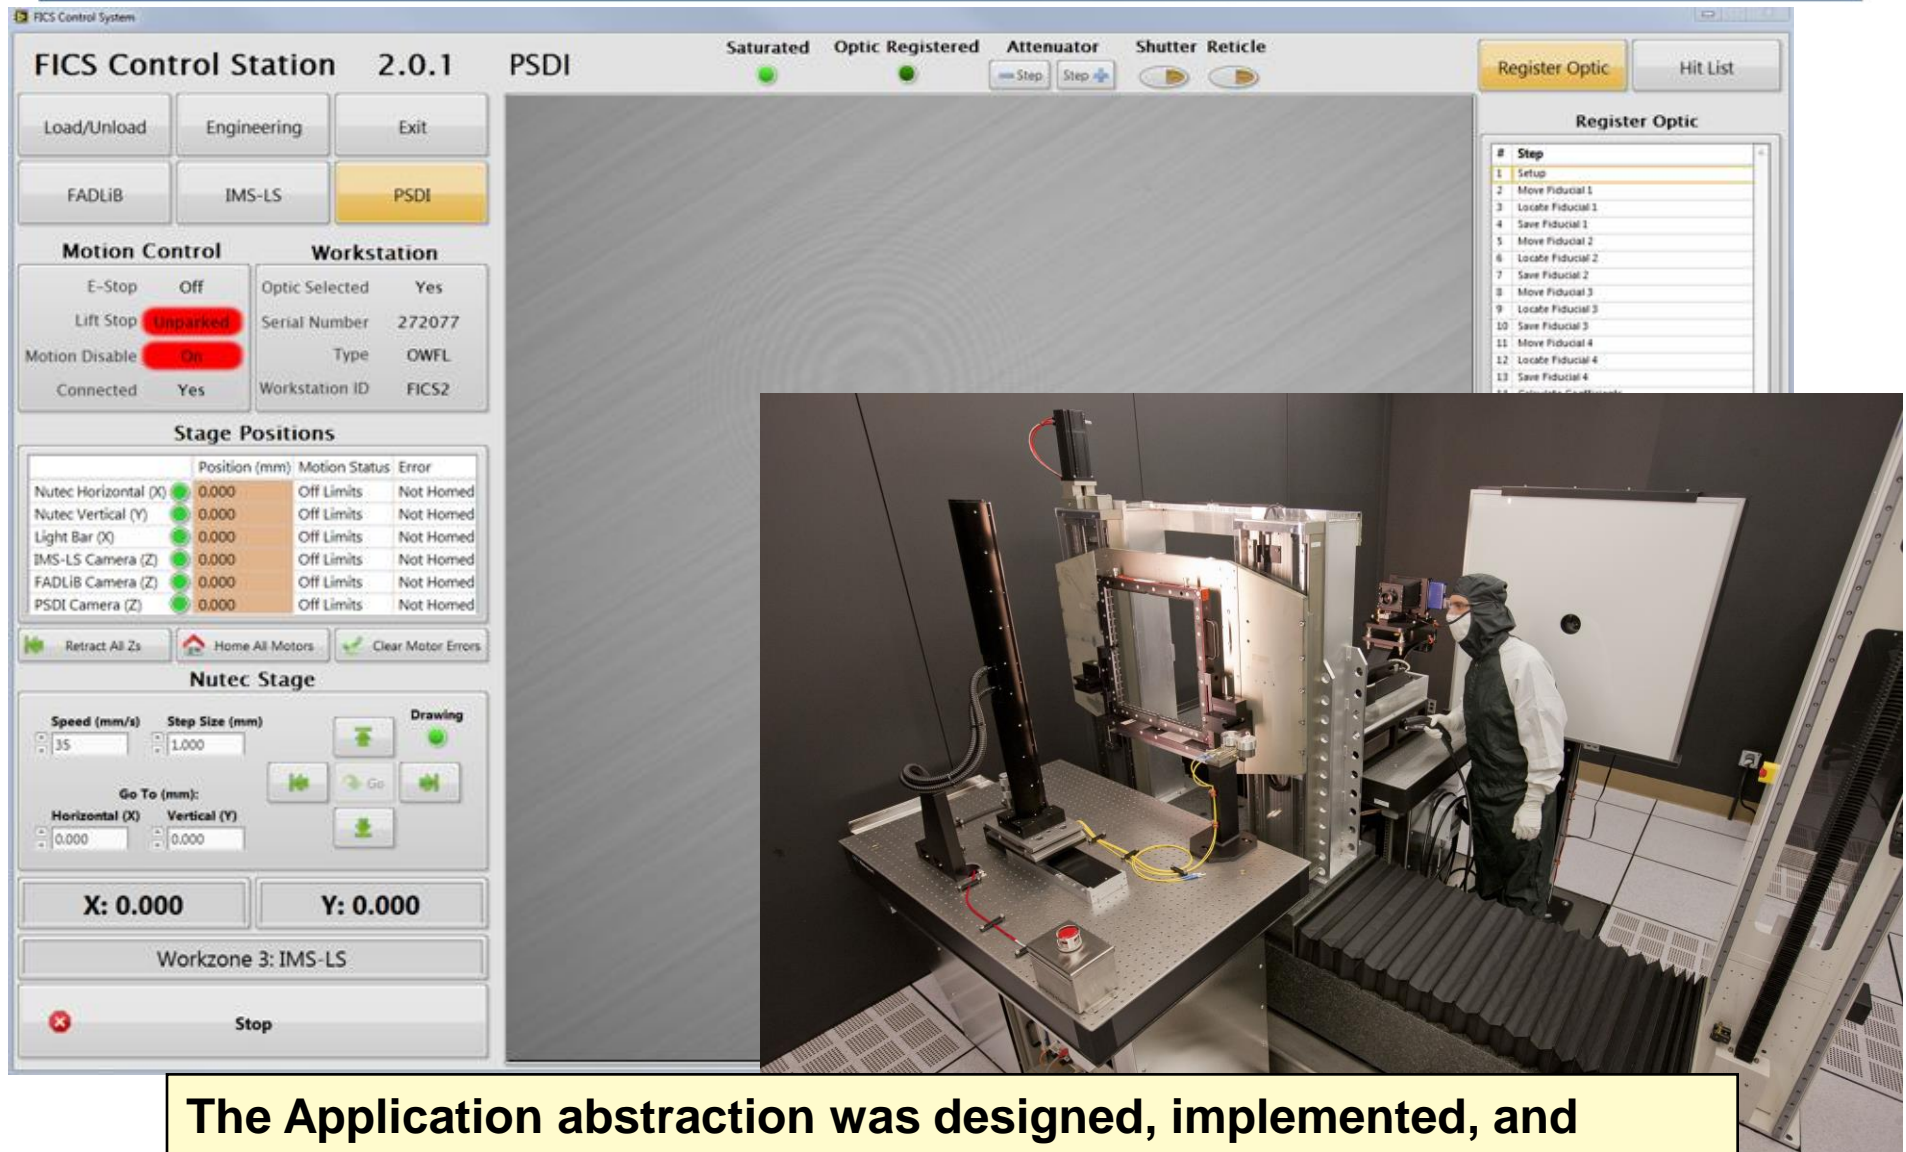 FICS Control System
FICS Control Station 2.0.1 PSDI
Saturated Optic Registered Attenuator Shutter Reticle
Step Step
Register Optic Hit List
Load/Unload Engineering Exit
FADLiB IMS-LS PSDI
Motion Control Workstation
E-Stop Off Optic Selected Yes
Lift Stop Unparked Serial Number 272077
Motion Disable On Type OWFL
Connected Yes Workstation ID FICS2
Stage Positions
Position (mm) Motion Status Error
Nutec Horizontal (X) 0.000 Off Limits Not Homed
Nutec Vertical (Y) 0.000 Off Limits Not Homed
Light Bar (X) 0.000 Off Limits Not Homed
IMS-LS Camera (Z) 0.000 Off Limits Not Homed
FADLiB Camera (Z) 0.000 Off Limits Not Homed
PSDI Camera (Z) 0.000 Off Limits Not Homed
Retract All Zs Home All Motors Clear Motor Errors
Nutec Stage
Speed (mm/s) Step Size (mm) Drawing
35 1.000
Go
Go To (mm):
Horizontal (X) Vertical (Y)
0.000 0.000
X: 0.000 Y: 0.000
Workzone 3: IMS-LS
Stop
Register Optic
# Step
1 Setup
2 Move Fiducial 1
3 Locate Fiducial 1
4 Save Fiducial 1
5 Move Fiducial 2
6 Locate Fiducial 2
7 Save Fiducial 2
8 Move Fiducial 3
9 Locate Fiducial 3
10 Save Fiducial 3
11 Move Fiducial 4
12 Locate Fiducial 4
13 Save Fiducial 4
14 Calculate Coefficients
The Application abstraction was designed, implemented, and